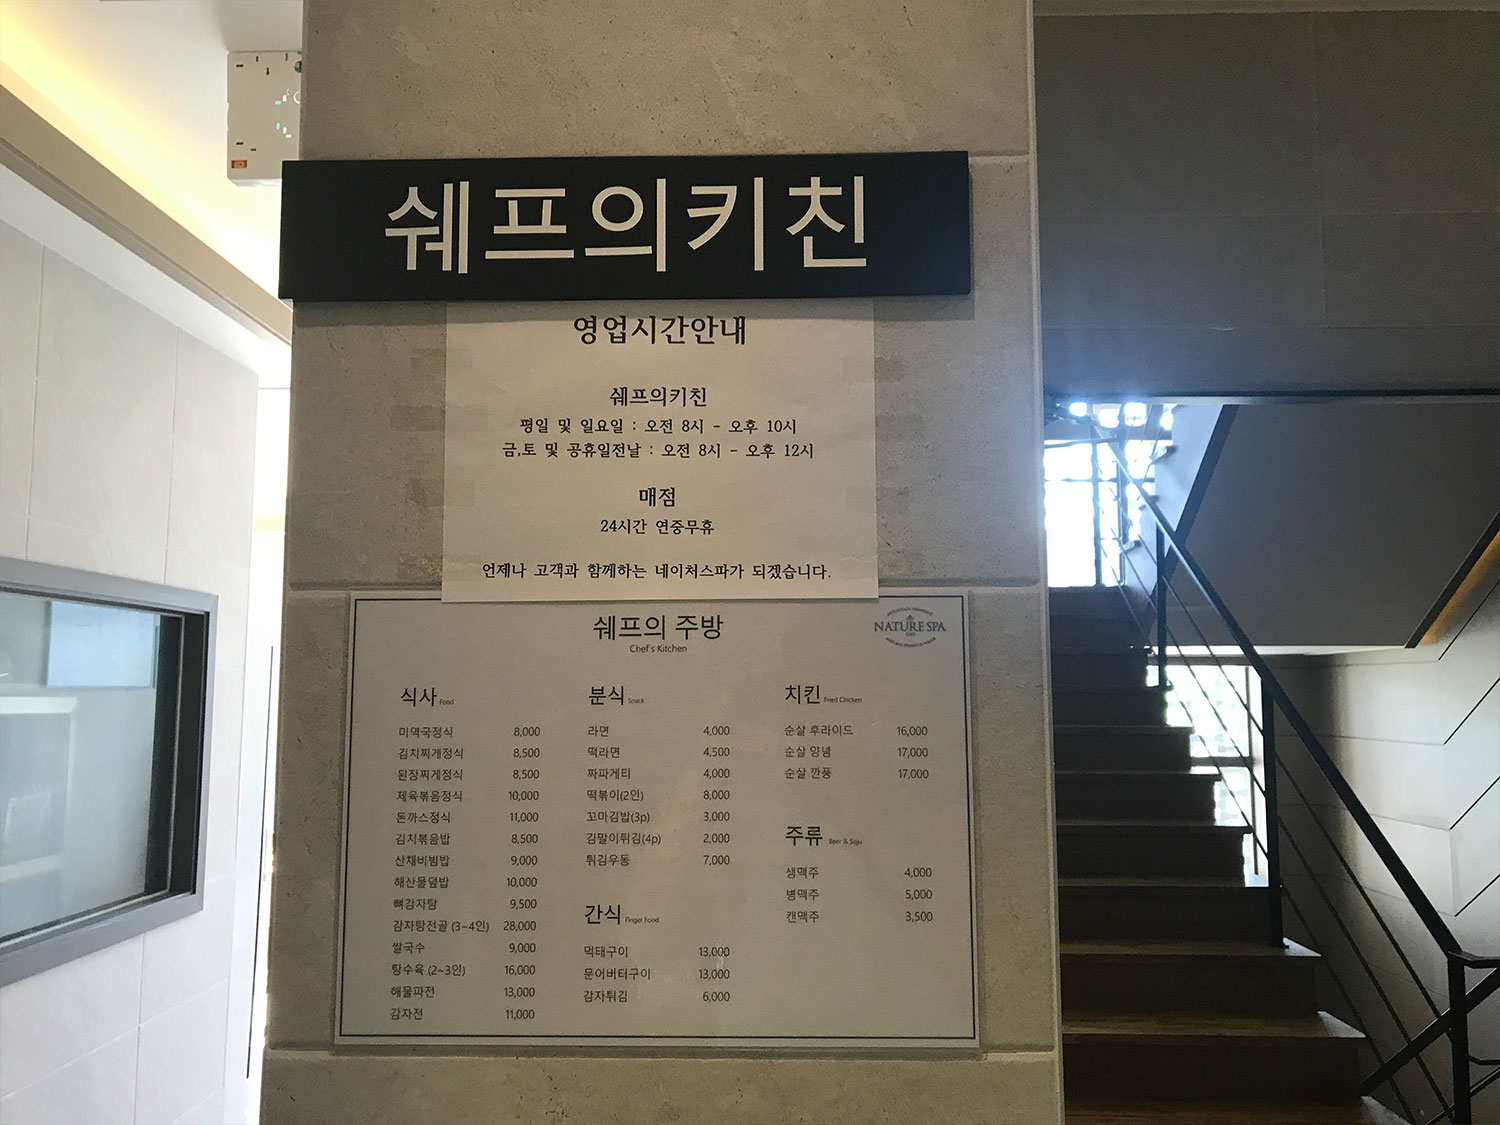 쉐프의키친
영업시간안내
쉐프의키친
평일 및 일요일 : 오전 8시 - 오후 10시
금,토 및 공휴일전날 : 오전 8시 - 오후 12시
매점
24시간 연중무휴
언제나 고객과 함께하는 네이처스파가 되겠습니다.
쉐프의 주방
Chef's Kitchen
NATURE SPA
식사 Food
미역국정식 8,000
김치찌게정식 8,500
된장찌게정식 8,500
제육볶음정식 10,000
돈까스정식 11,000
김치볶음밥 8,500
산채비빔밥 9,000
해산물덮밥 10,000
뼈감자탕 9,500
감자탕전골 (3~4인) 28,000
쌀국수 9,000
탕수육 (2~3인) 16,000
해물파전 13,000
감자전 11,000
분식 Snack
라면 4,000
떡라면 4,500
짜파게티 4,000
떡볶이(2인) 8,000
꼬마김밥(3p) 3,000
김말이튀김(4p) 2,000
튀김우동 7,000
간식 Finger Food
먹태구이 13,000
문어버터구이 13,000
감자튀김 6,000
치킨 Fried Chicken
순살 후라이드 16,000
순살 양념 17,000
순살 깐풍 17,000
주류 Beer & Soju
생맥주 4,000
병맥주 5,000
캔맥주 3,500